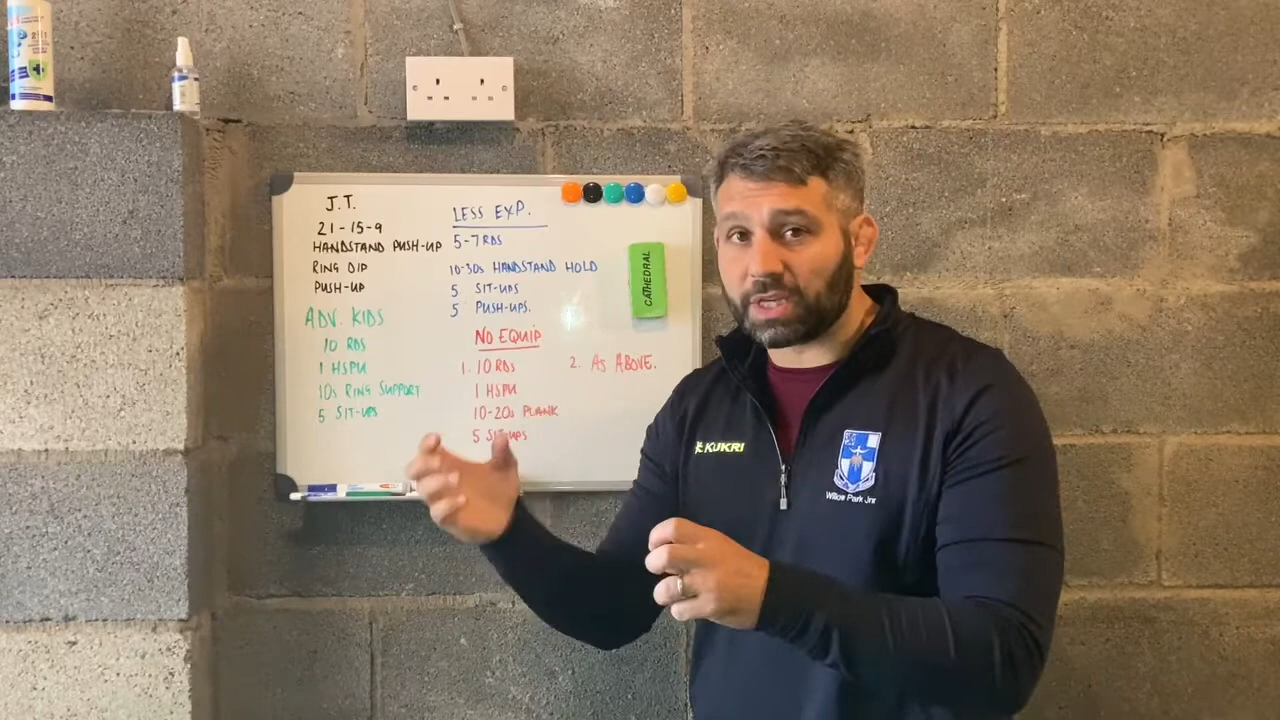 J.T.
21-15-9
HANDSTAND PUSH-UP
RING DIP
PUSH-UP
ADV. KIDS
10 RDS
1 HSPU
10s RING SUPPORT
5 SIT-UPS
LESS EXP.
5-7 RDS
10-30s HANDSTAND HOLD
5 SIT-UPS
5 PUSH-UPS.
NO EQUIP
1. 10 RDS
1 HSPU
10-20s PLANK
5 SIT-UPS
2. AS ABOVE.
CATHEDRAL
KUKRI
Willow Park Jnr